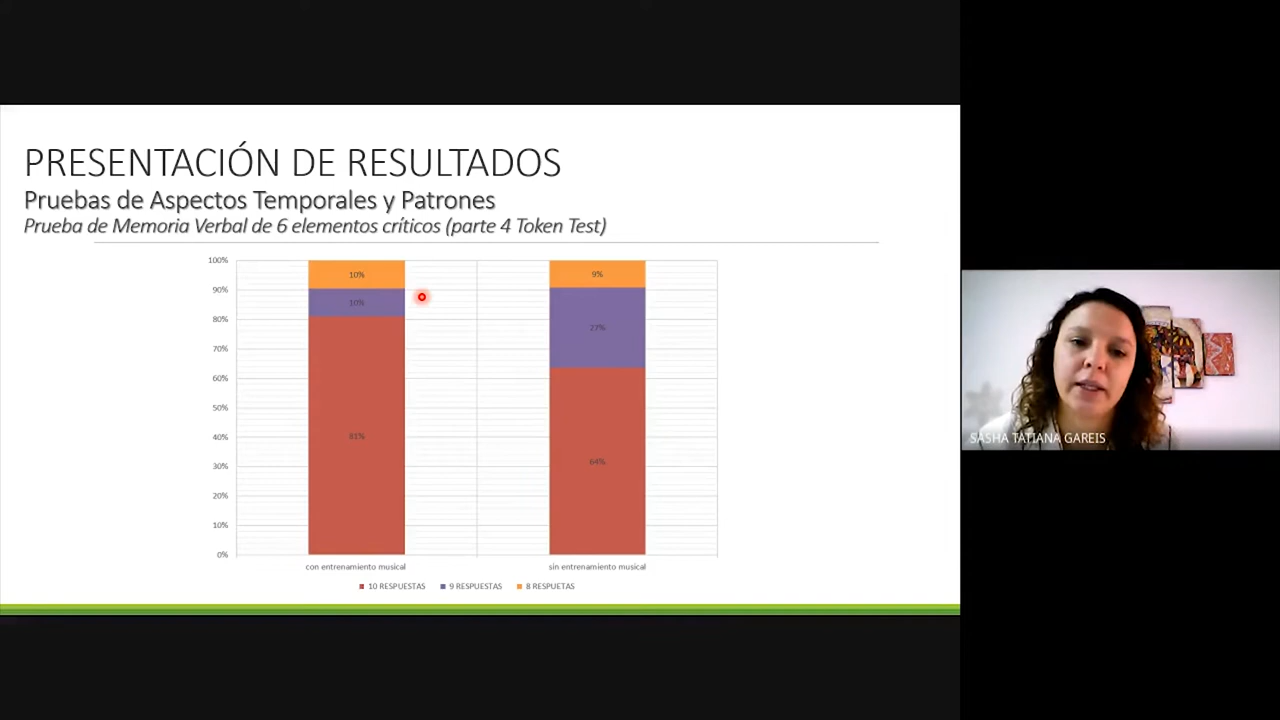 PRESENTACIÓN DE RESULTADOS
Pruebas de Aspectos Temporales y Patrones
Prueba de Memoria Verbal de 6 elementos críticos (parte 4 Token Test)
100%
90%
80%
70%
60%
50%
40%
30%
20%
10%
0%
10%
10%
81%
9%
27%
64%
con entrenamiento musical
sin entrenamiento musical
10 RESPUESTAS
9 RESPUESTAS
8 RESPUETAS
SASHA TATIANA GAREIS